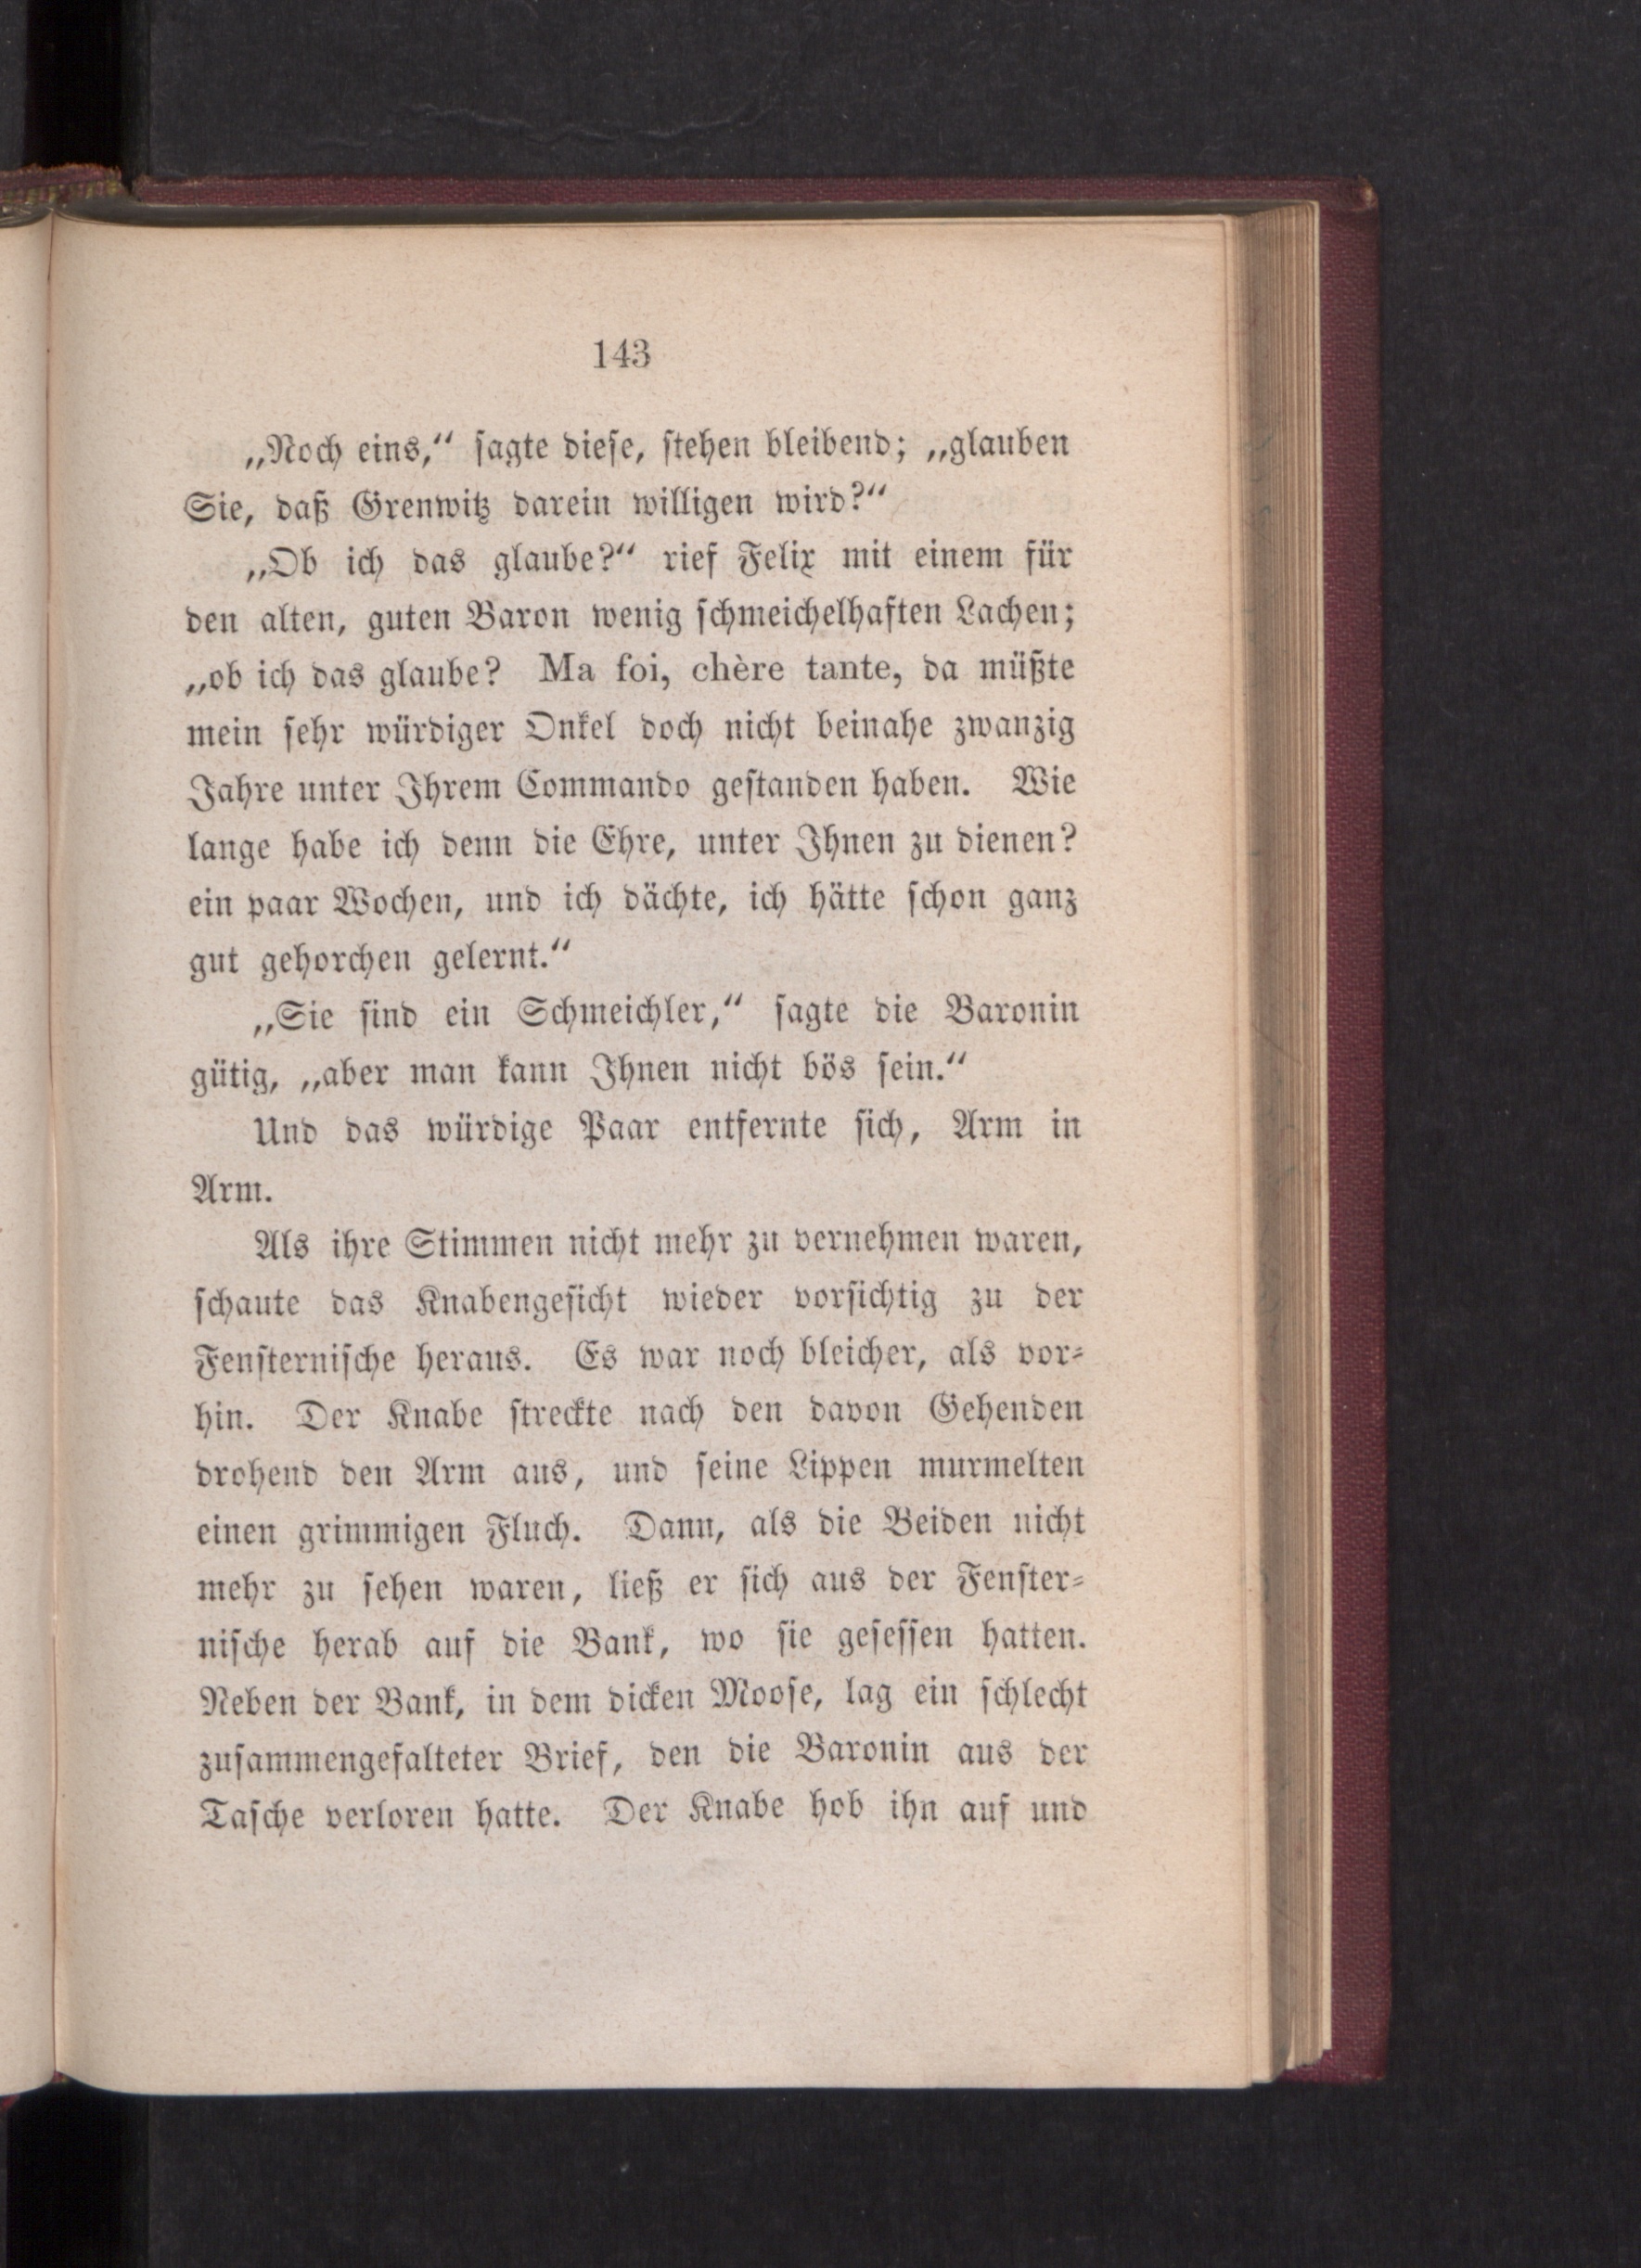 143
„Noch eins,“ sagte diese, stehen bleibend; „glauben
Sie, daß Grenwitz darein willigen wird?“
„Ob ich das glaube?“ rief Felix mit einem für
den alten, guten Baron wenig schmeichelhaften Lachen;
„ob ich das glaube? Ma foi, chère tante, da müßte
mein sehr würdiger Onkel doch nicht beinahe zwanzig
Jahre unter Ihrem Commando gestanden haben. Wie
lange habe ich denn die Ehre, unter Ihnen zu dienen?
ein paar Wochen, und ich dächte, ich hätte schon ganz
gut gehorchen gelernt.“
„Sie sind ein Schmeichler,“ sagte die Baronin
gütig, „aber man kann Ihnen nicht bös sein.“
Und das würdige Paar entfernte sich, Arm in
Arm.
Als ihre Stimmen nicht mehr zu vernehmen waren,
schaute das Knabengesicht wieder vorsichtig zu der
Fensternische heraus. Es war noch bleicher, als vor-
hin. Der Knabe streckte nach den davon Gehenden
drohend den Arm aus, und seine Lippen murmelten
einen grimmigen Fluch. Dann, als die Beiden nicht
mehr zu sehen waren, ließ er sich aus der Fenster-
nische herab auf die Bank, wo sie gesessen hatten.
Neben der Bank, in dem dicken Moose, lag ein schlecht
zusammengefalteter Brief, den die Baronin aus der
Tasche verloren hatte. Der Knabe hob ihn auf und